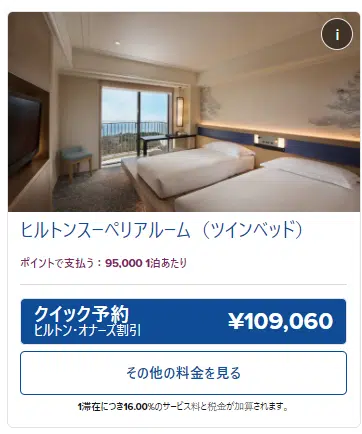 i
ヒルトンスーペリアルーム（ツインベッド）
ポイントで支払う：95,000 1泊あたり
クイック予約
ヒルトン・オナーズ割引
¥109,060
その他の料金を見る
1滞在につき16.00%のサービス料と税金が加算されます。